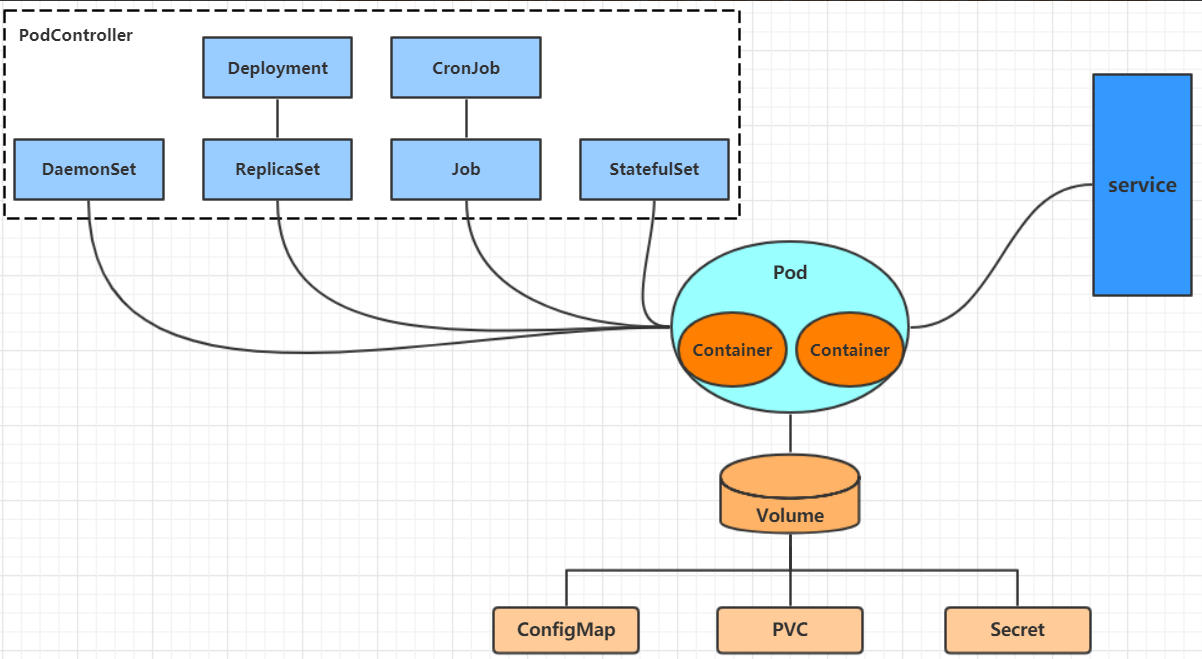 PodController
Deployment
CronJob
DaemonSet
ReplicaSet
Job
StatefulSet
service
Pod
Container
Container
Volume
ConfigMap
PVC
Secret